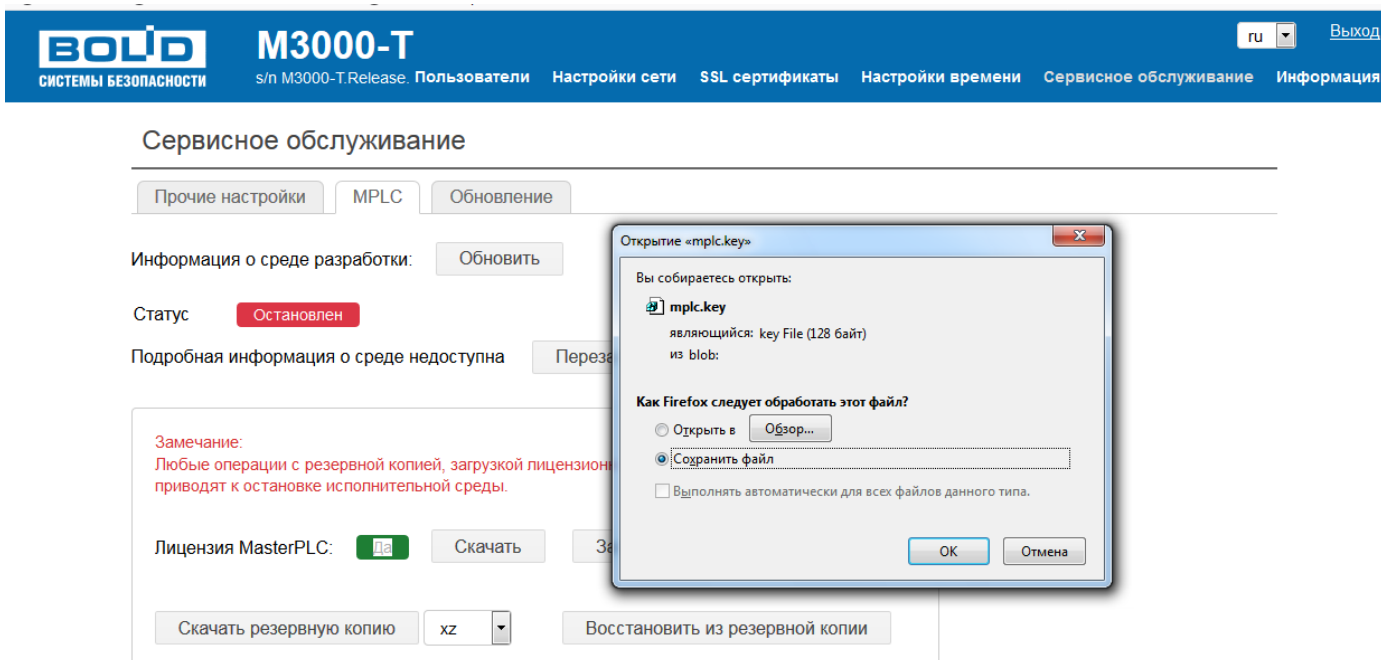 BOLID
СИСТЕМЫ БЕЗОПАСНОСТИ
M3000-T
s/n M3000-T.Release.
Пользователи Настройки сети SSL сертификаты Настройки времени Сервисное обслуживание Информация
ru
Выход
Сервисное обслуживание
Прочие настройки MPLC Обновление
Информация о среде разработки: Обновить
Статус Остановлен
Подробная информация о среде недоступна
Замечание:
Любые операции с резервной копией, загрузкой
приводят к остановке исполнительной среды.
Лицензия MasterPLC: Да Скачать
Скачать резервную копию xz Восстановить из резервной копии
Открытие «mplc.key»
Вы собираетесь открыть:
mplc.key
являющийся: key File (128 байт)
из blob:
Как Firefox следует обработать этот файл?
Открыть в Обзор...
Сохранить файл
Выполнять автоматически для всех файлов данного типа.
OK Отмена